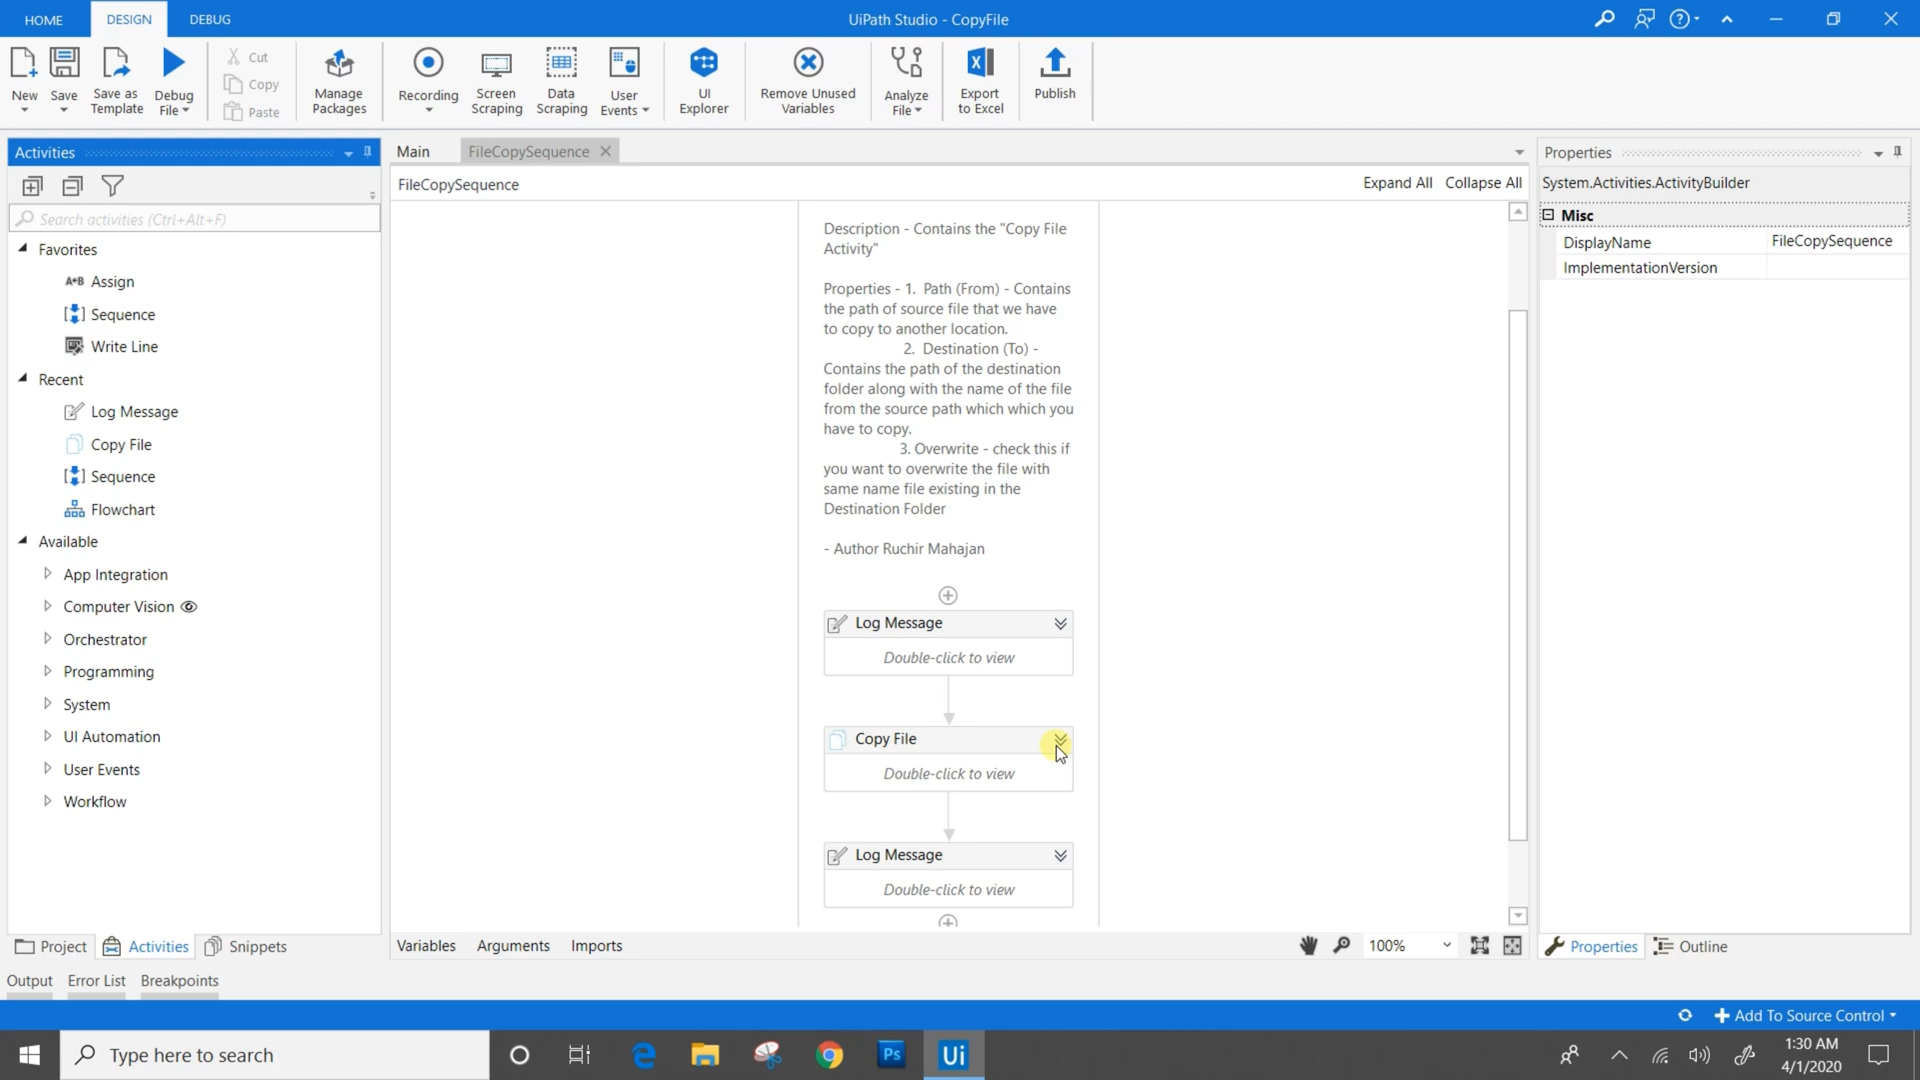 HOME
DESIGN
DEBUG
UiPath Studio - CopyFile
New
Save
Save as
Template
Debug
File
Cut
Copy
Paste
Manage
Packages
Recording
Screen
Scraping
Data
Scraping
User
Events
UI
Explorer
Remove Unused
Variables
Analyze
File
Export
to Excel
Publish
Activities
Search activities (Ctrl+Alt+F)
Favorites
A*B Assign
Sequence
Write Line
Recent
Log Message
Copy File
Sequence
Flowchart
Available
App Integration
Computer Vision
Orchestrator
Programming
System
UI Automation
User Events
Workflow
Project
Activities
Snippets
Main
FileCopySequence
FileCopySequence
Expand All
Collapse All
Description - Contains the "Copy File
Activity"
Properties - 1. Path (From) - Contains
the path of source file that we have
to copy to another location.
2. Destination (To) -
Contains the path of the destination
folder along with the name of the file
from the source path which which you
have to copy.
3. Overwrite - check this if
you want to overwrite the file with
same name file existing in the
Destination Folder
- Author Ruchir Mahajan
Log Message
Double-click to view
Copy File
Double-click to view
Log Message
Double-click to view
Variables
Arguments
Imports
100%
Properties
System.Activities.ActivityBuilder
Misc
DisplayName
FileCopySequence
ImplementationVersion
Properties
Outline
Output
Error List
Breakpoints
Add To Source Control
Type here to search
Ps
Ui
1:30 AM
4/1/2020